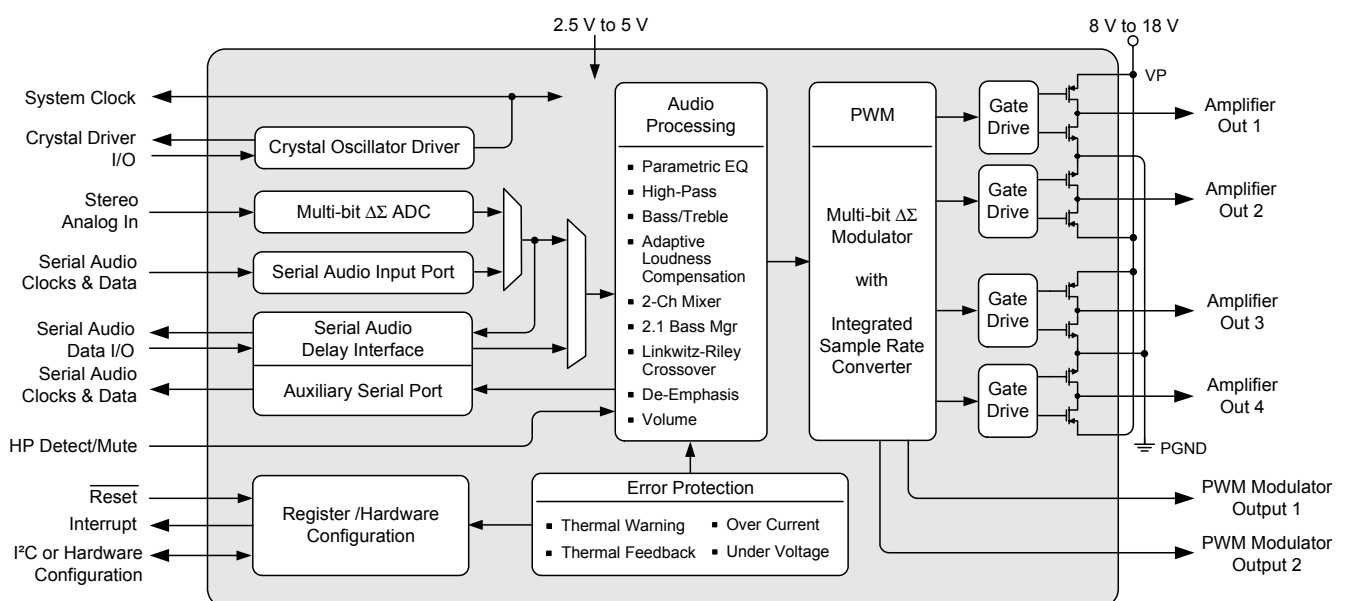 2.5 V to 5 V
8 V to 18 V
VP
System Clock
Crystal Driver
I/O
Stereo
Analog In
Serial Audio
Clocks & Data
Serial Audio
Data I/O
Serial Audio
Clocks & Data
HP Detect/Mute
Reset
Interrupt
I²C or Hardware
Configuration
Crystal Oscillator Driver
Multi-bit ΔΣ ADC
Serial Audio Input Port
Serial Audio
Delay Interface
Auxiliary Serial Port
Register /Hardware
Configuration
Audio
Processing
▪ Parametric EQ
▪ High-Pass
▪ Bass/Treble
▪ Adaptive
Loudness
Compensation
▪ 2-Ch Mixer
▪ 2.1 Bass Mgr
▪ Linkwitz-Riley
Crossover
▪ De-Emphasis
▪ Volume
Error Protection
▪ Thermal Warning
▪ Thermal Feedback
▪ Over Current
▪ Under Voltage
PWM
Multi-bit ΔΣ
Modulator
with
Integrated
Sample Rate
Converter
Gate
Drive
Gate
Drive
Gate
Drive
Gate
Drive
Amplifier
Out 1
Amplifier
Out 2
Amplifier
Out 3
Amplifier
Out 4
PGND
PWM Modulator
Output 1
PWM Modulator
Output 2